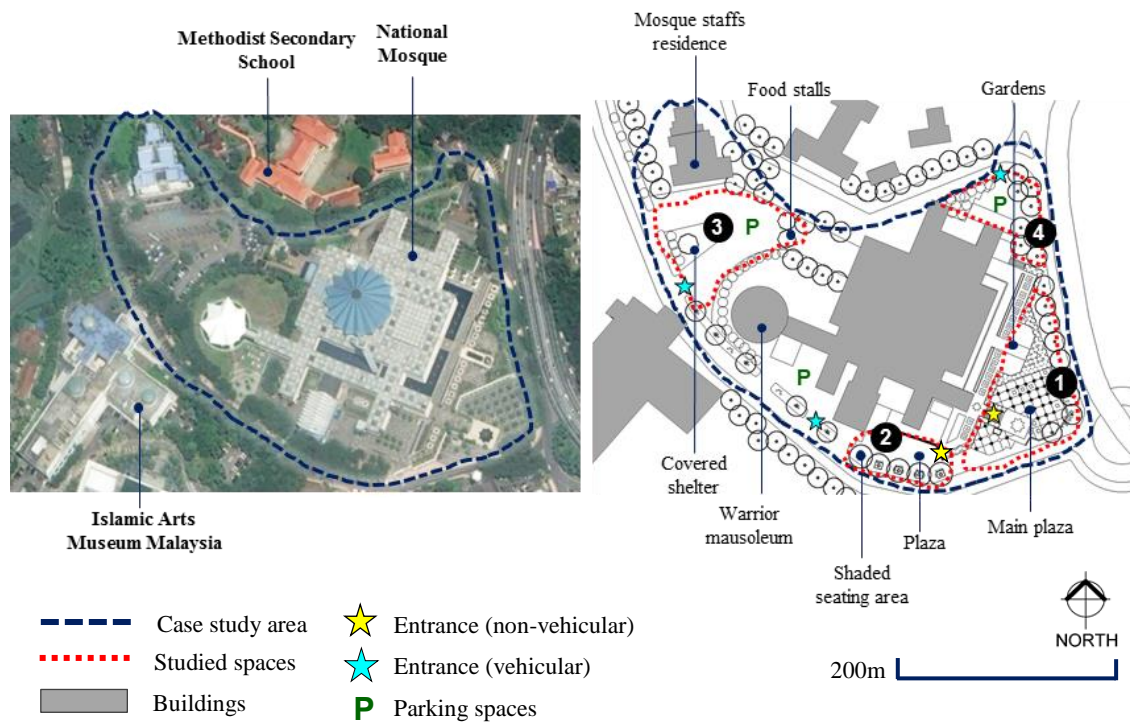 Methodist Secondary
School
National
Mosque
Islamic Arts
Museum Malaysia
Mosque staffs
residence
Food stalls
Gardens
P
3
P
4
1
P
2
Covered
shelter
Warrior
mausoleum
Shaded
seating area
Plaza
Main plaza
Case study area
Studied spaces
Buildings
Entrance (non-vehicular)
Entrance (vehicular)
P Parking spaces
NORTH
200m